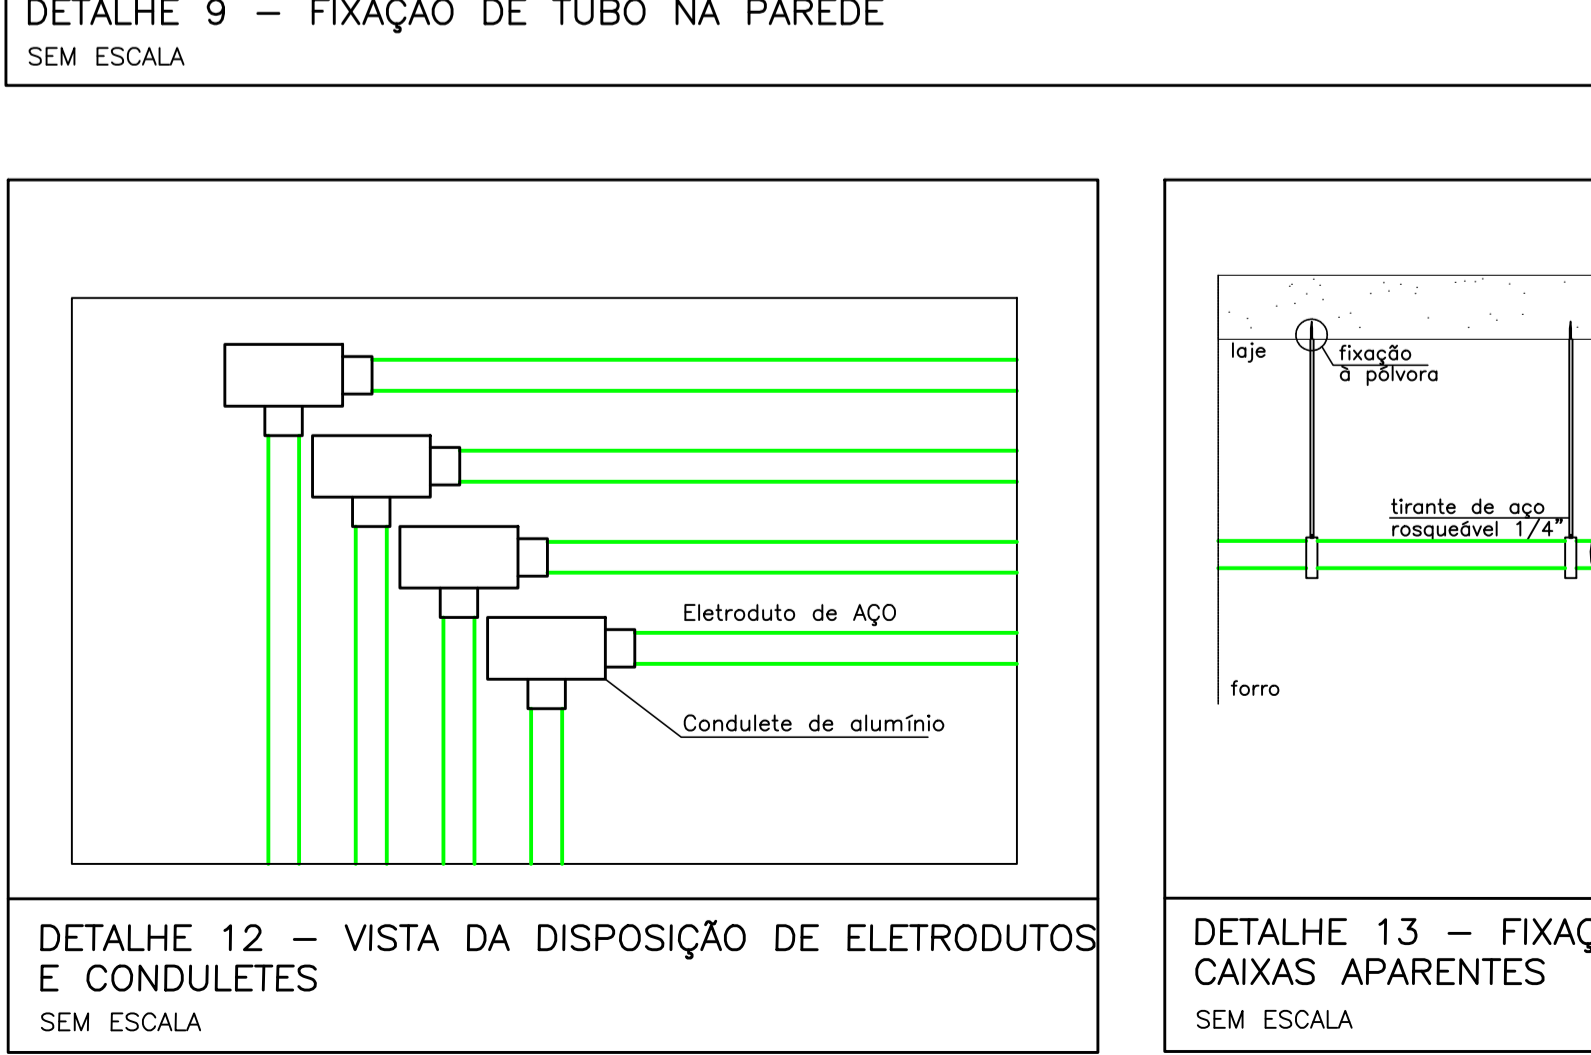 DETALHE 9 – FIXAÇÃO DE TUBO NA PAREDE
SEM ESCALA
Eletroduto de AÇO
Condulete de alumínio
DETALHE 12 – VISTA DA DISPOSIÇÃO DE ELETRODUTOS
E CONDULETES
SEM ESCALA
laje
fixação
à pólvora
tirante de aço
rosqueável 1/4"
forro
DETALHE 13 –
CAIXAS APARENTES
SEM ESCALA